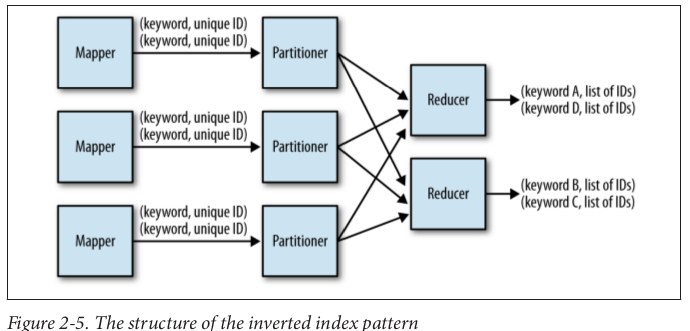 (keyword, unique ID)
(keyword, unique ID)
Mapper
Partitioner
Reducer
(keyword A, list of IDs)
(keyword D, list of IDs)
(keyword, unique ID)
(keyword, unique ID)
Mapper
Partitioner
Reducer
(keyword B, list of IDs)
(keyword C, list of IDs)
(keyword, unique ID)
(keyword, unique ID)
Mapper
Partitioner
Figure 2-5. The structure of the inverted index pattern